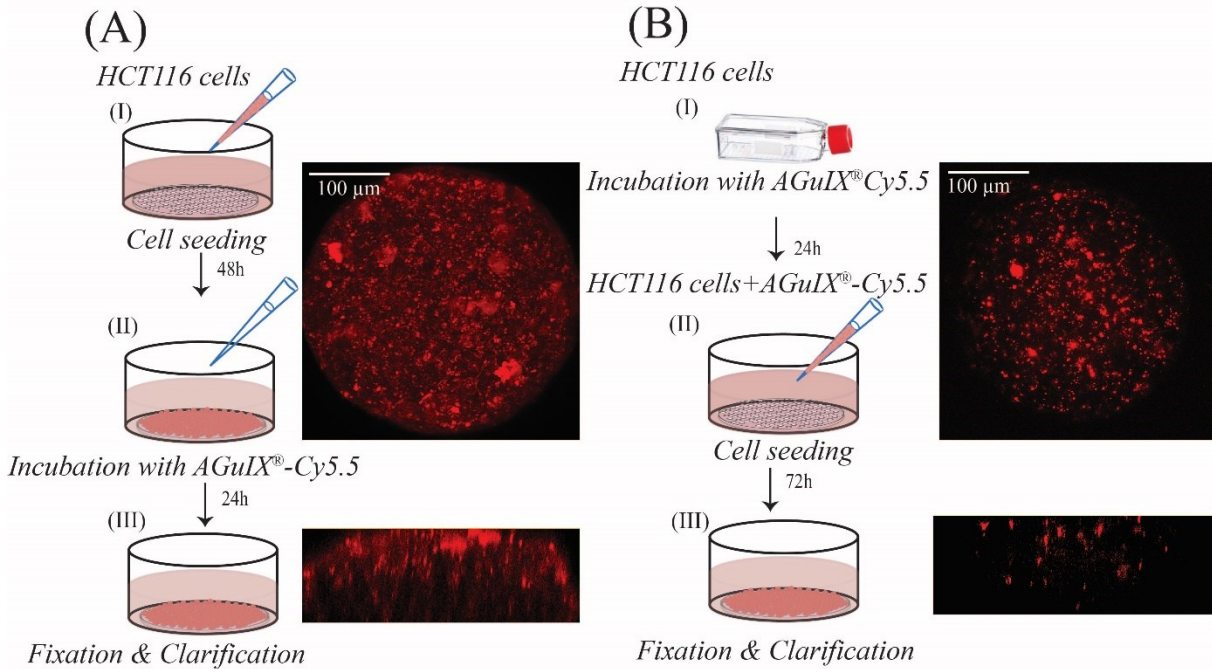 (A)
HCT116 cells
(I)
100 µm
Cell seeding
48h
(II)
Incubation with AGuIX®-Cy5.5
24h
(III)
Fixation & Clarification
(B)
HCT116 cells
(I)
Incubation with AGuIX®Cy5.5
100 µm
24h
HCT116 cells+AGuIX®-Cy5.5
(II)
Cell seeding
72h
(III)
Fixation & Clarification